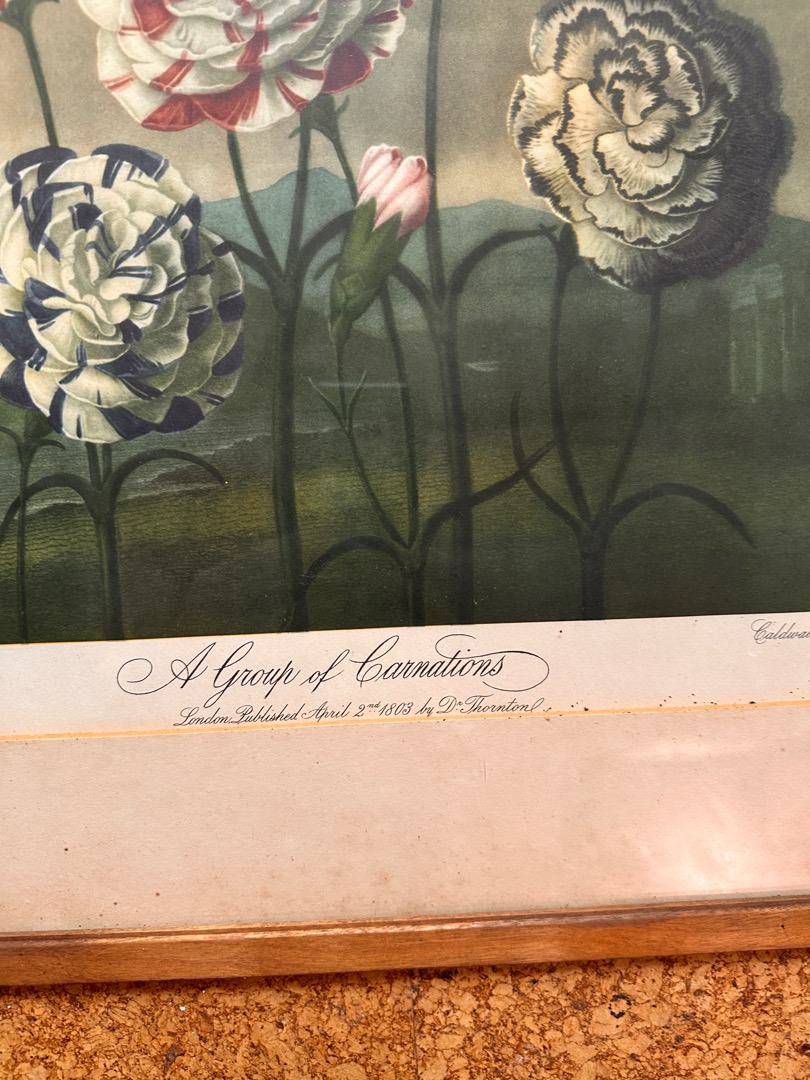 A Group of Carnations
London. Published April 2nd 1803 by Dr. Thornton.